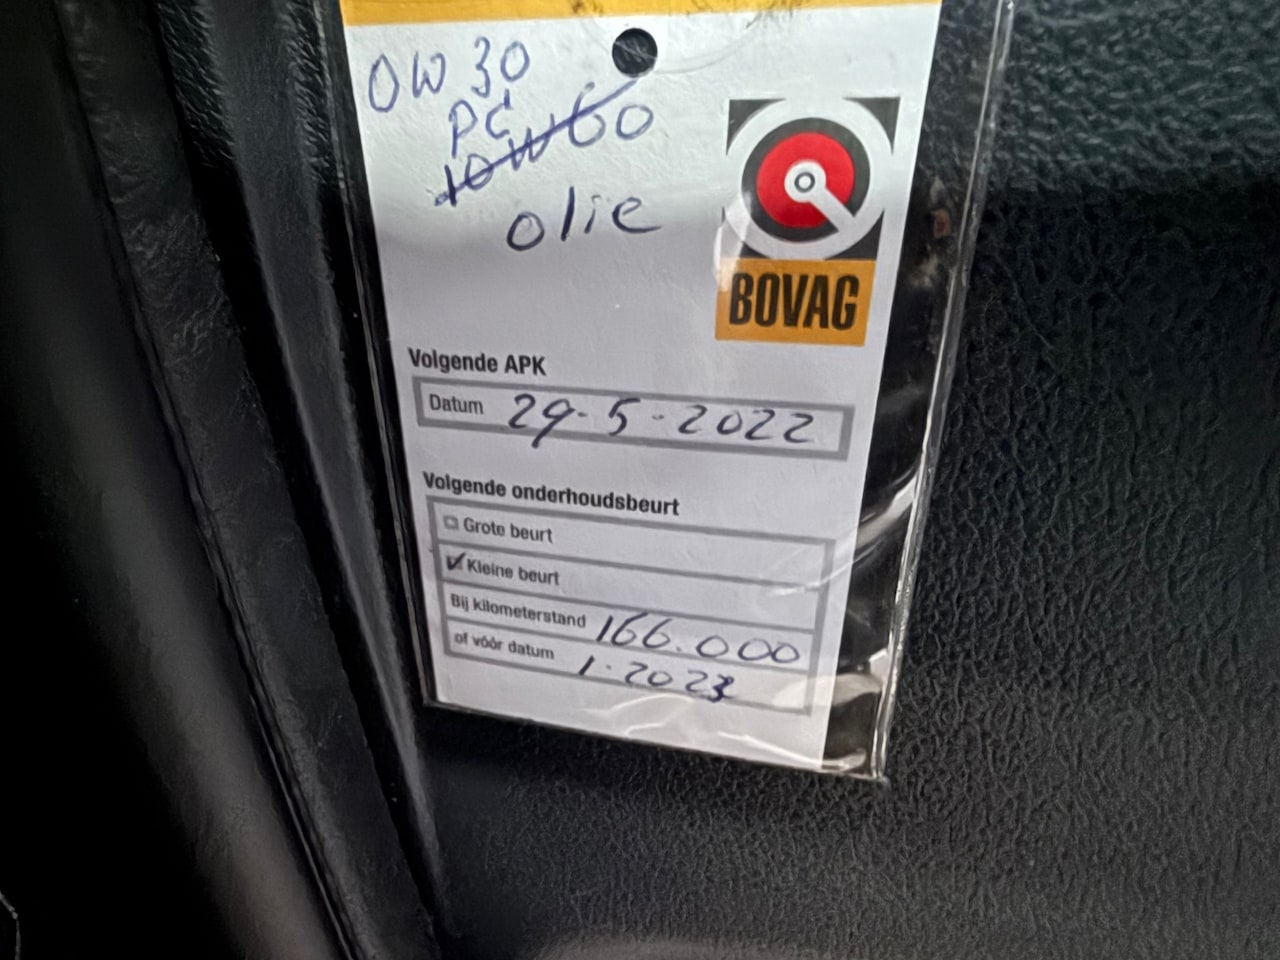 0W30
PC
10W60
olie
BOVAG
Volgende APK
Datum 29-5-2022
Volgende onderhoudsbeurt
Grote beurt
Kleine beurt
Bij kilometerstand 166.000
of vóór datum 1-2023